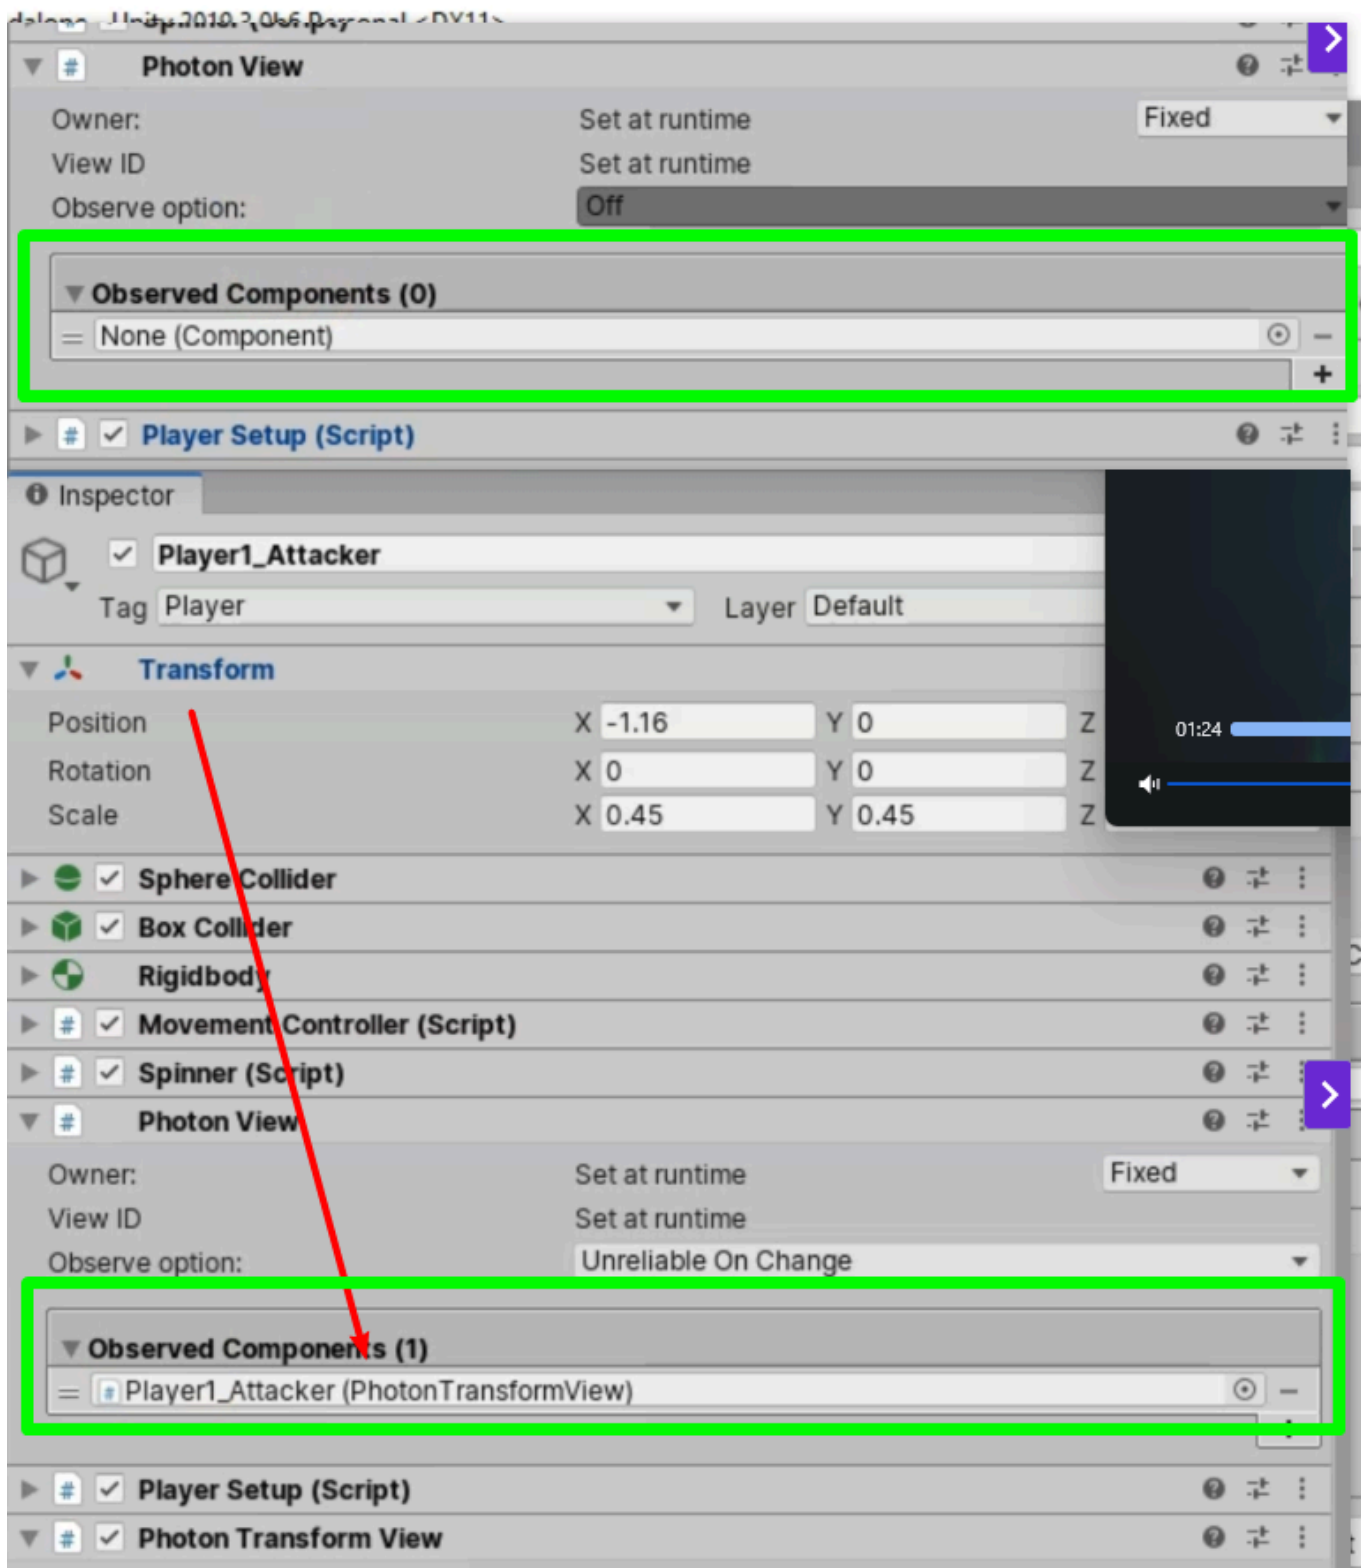 Photon View
Owner: Set at runtime Fixed
View ID Set at runtime
Observe option: Off
Observed Components (0)
None (Component)
Player Setup (Script)
Inspector
Player1_Attacker
Tag Player Layer Default
Transform
Position X -1.16 Y 0 Z
01:24
Rotation X 0 Y 0 Z
Scale X 0.45 Y 0.45 Z
Sphere Collider
Box Collider
Rigidbody
Movement Controller (Script)
Spinner (Script)
Photon View
Owner: Set at runtime Fixed
View ID Set at runtime
Observe option: Unreliable On Change
Observed Components (1)
Player1_Attacker (PhotonTransformView)
Player Setup (Script)
Photon Transform View